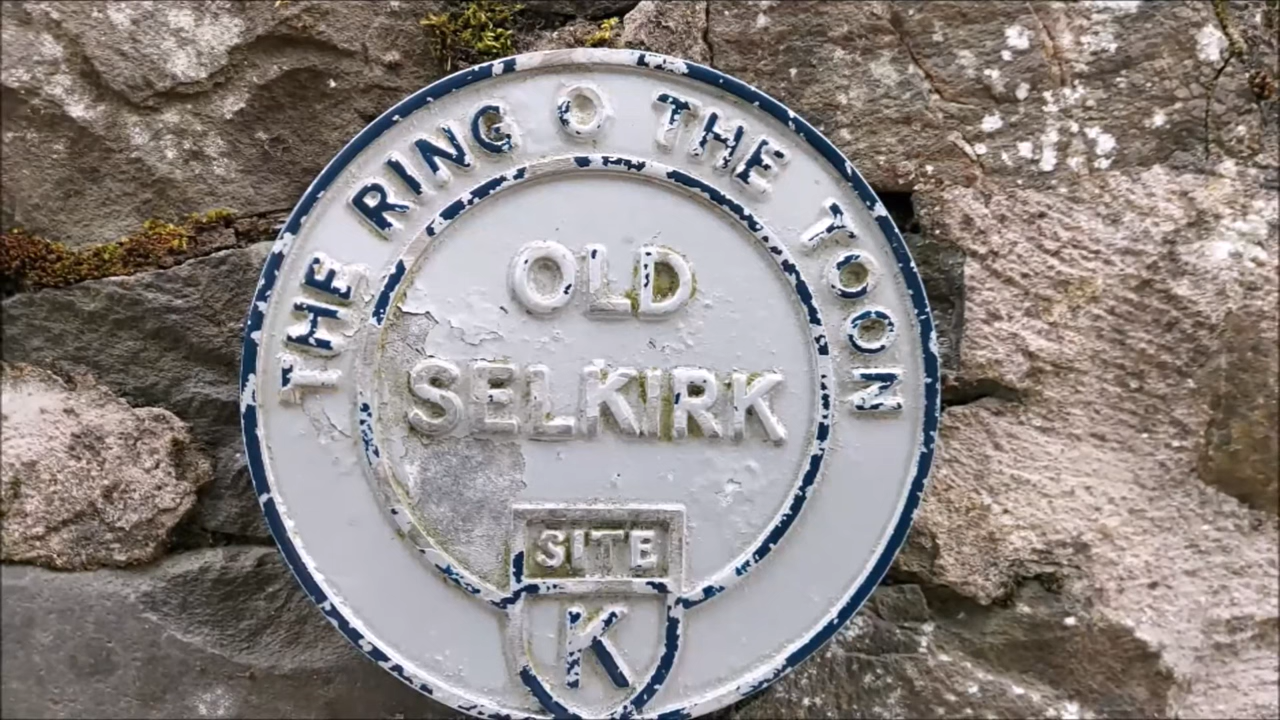 THE RING O THE TOON
OLD
SELKIRK
SITE
K